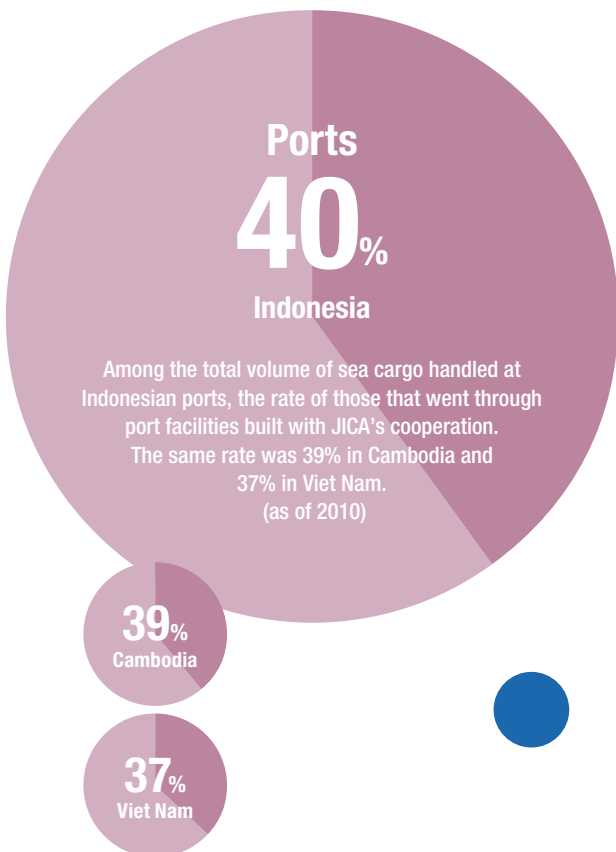 Ports
40%
Indonesia
Among the total volume of sea cargo handled at
Indonesian ports, the rate of those that went through
port facilities built with JICA's cooperation.
The same rate was 39% in Cambodia and
37% in Viet Nam.
(as of 2010)
39%
Cambodia
37%
Viet Nam